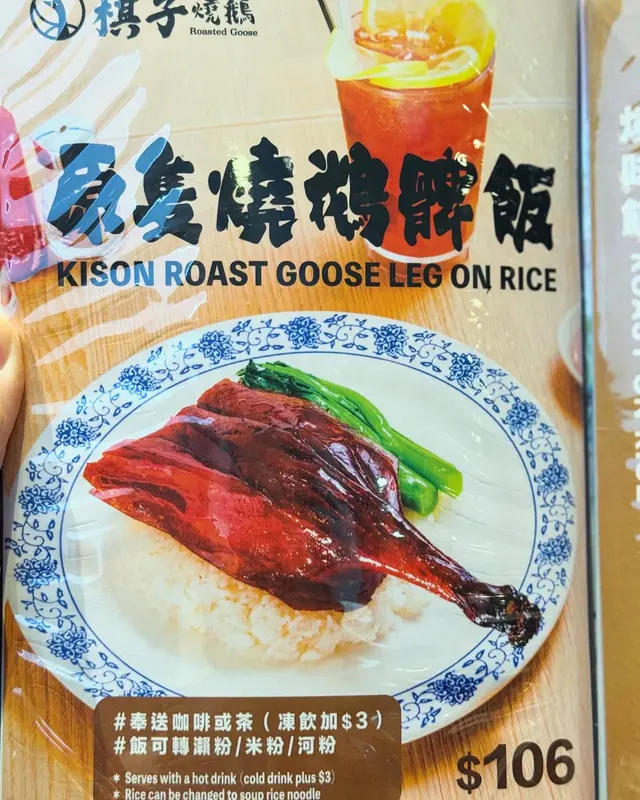 棋子燒鵝
Roasted Goose
原隻燒鵝髀飯
KISON ROAST GOOSE LEG ON RICE
#奉送咖啡或茶(凍飲加$3)
#飯可轉瀨粉/米粉/河粉
* Serves with a hot drink (cold drink plus $3)
* Rice can be changed to soup rice noodle
$106